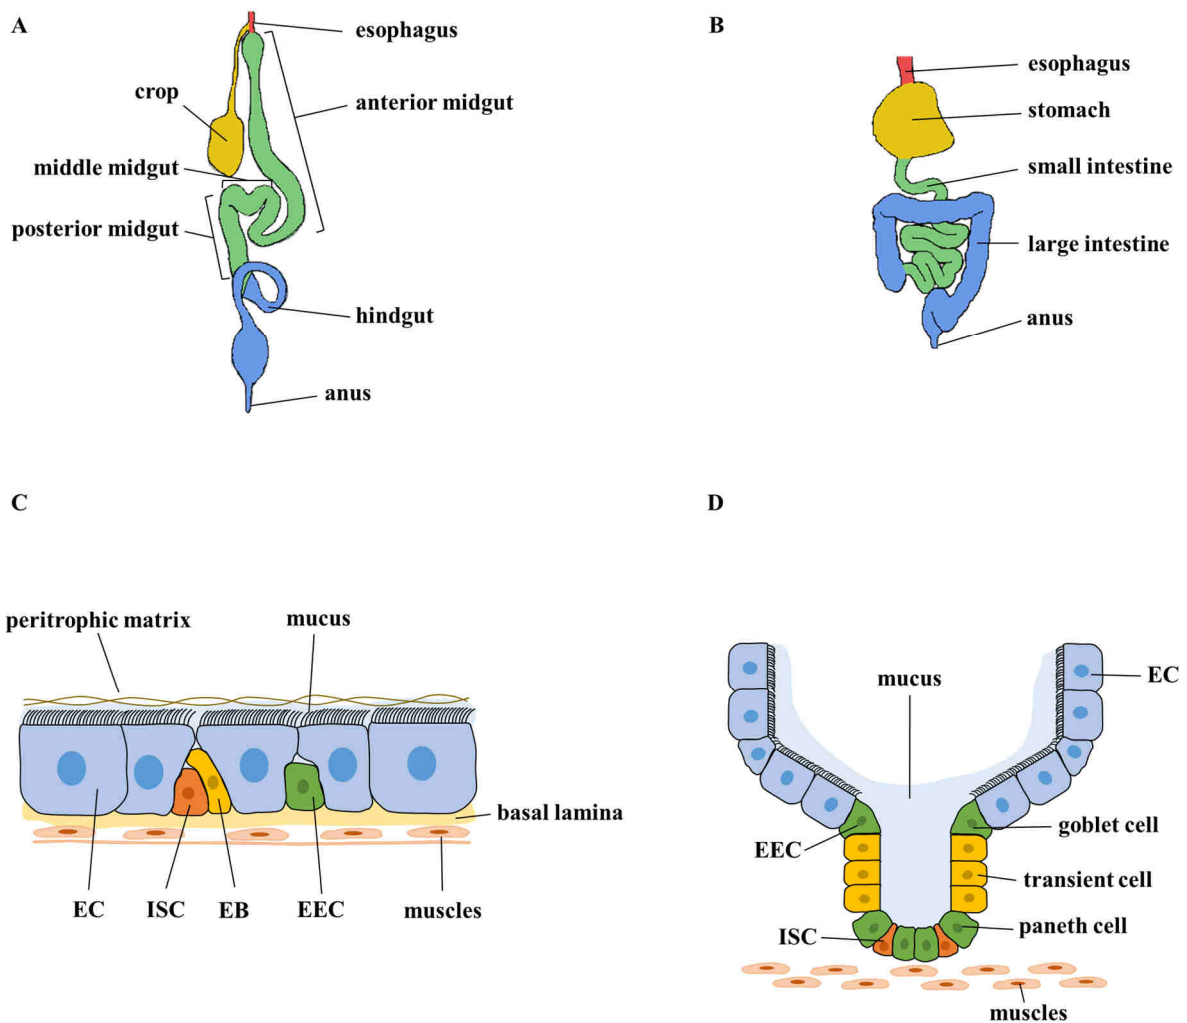 A
esophagus
crop
anterior midgut
middle midgut
posterior midgut
hindgut
anus
B
esophagus
stomach
small intestine
large intestine
anus
C
peritrophic matrix
mucus
basal lamina
EC
ISC
EB
EEC
muscles
D
mucus
EC
EEC
goblet cell
transient cell
ISC
paneth cell
muscles